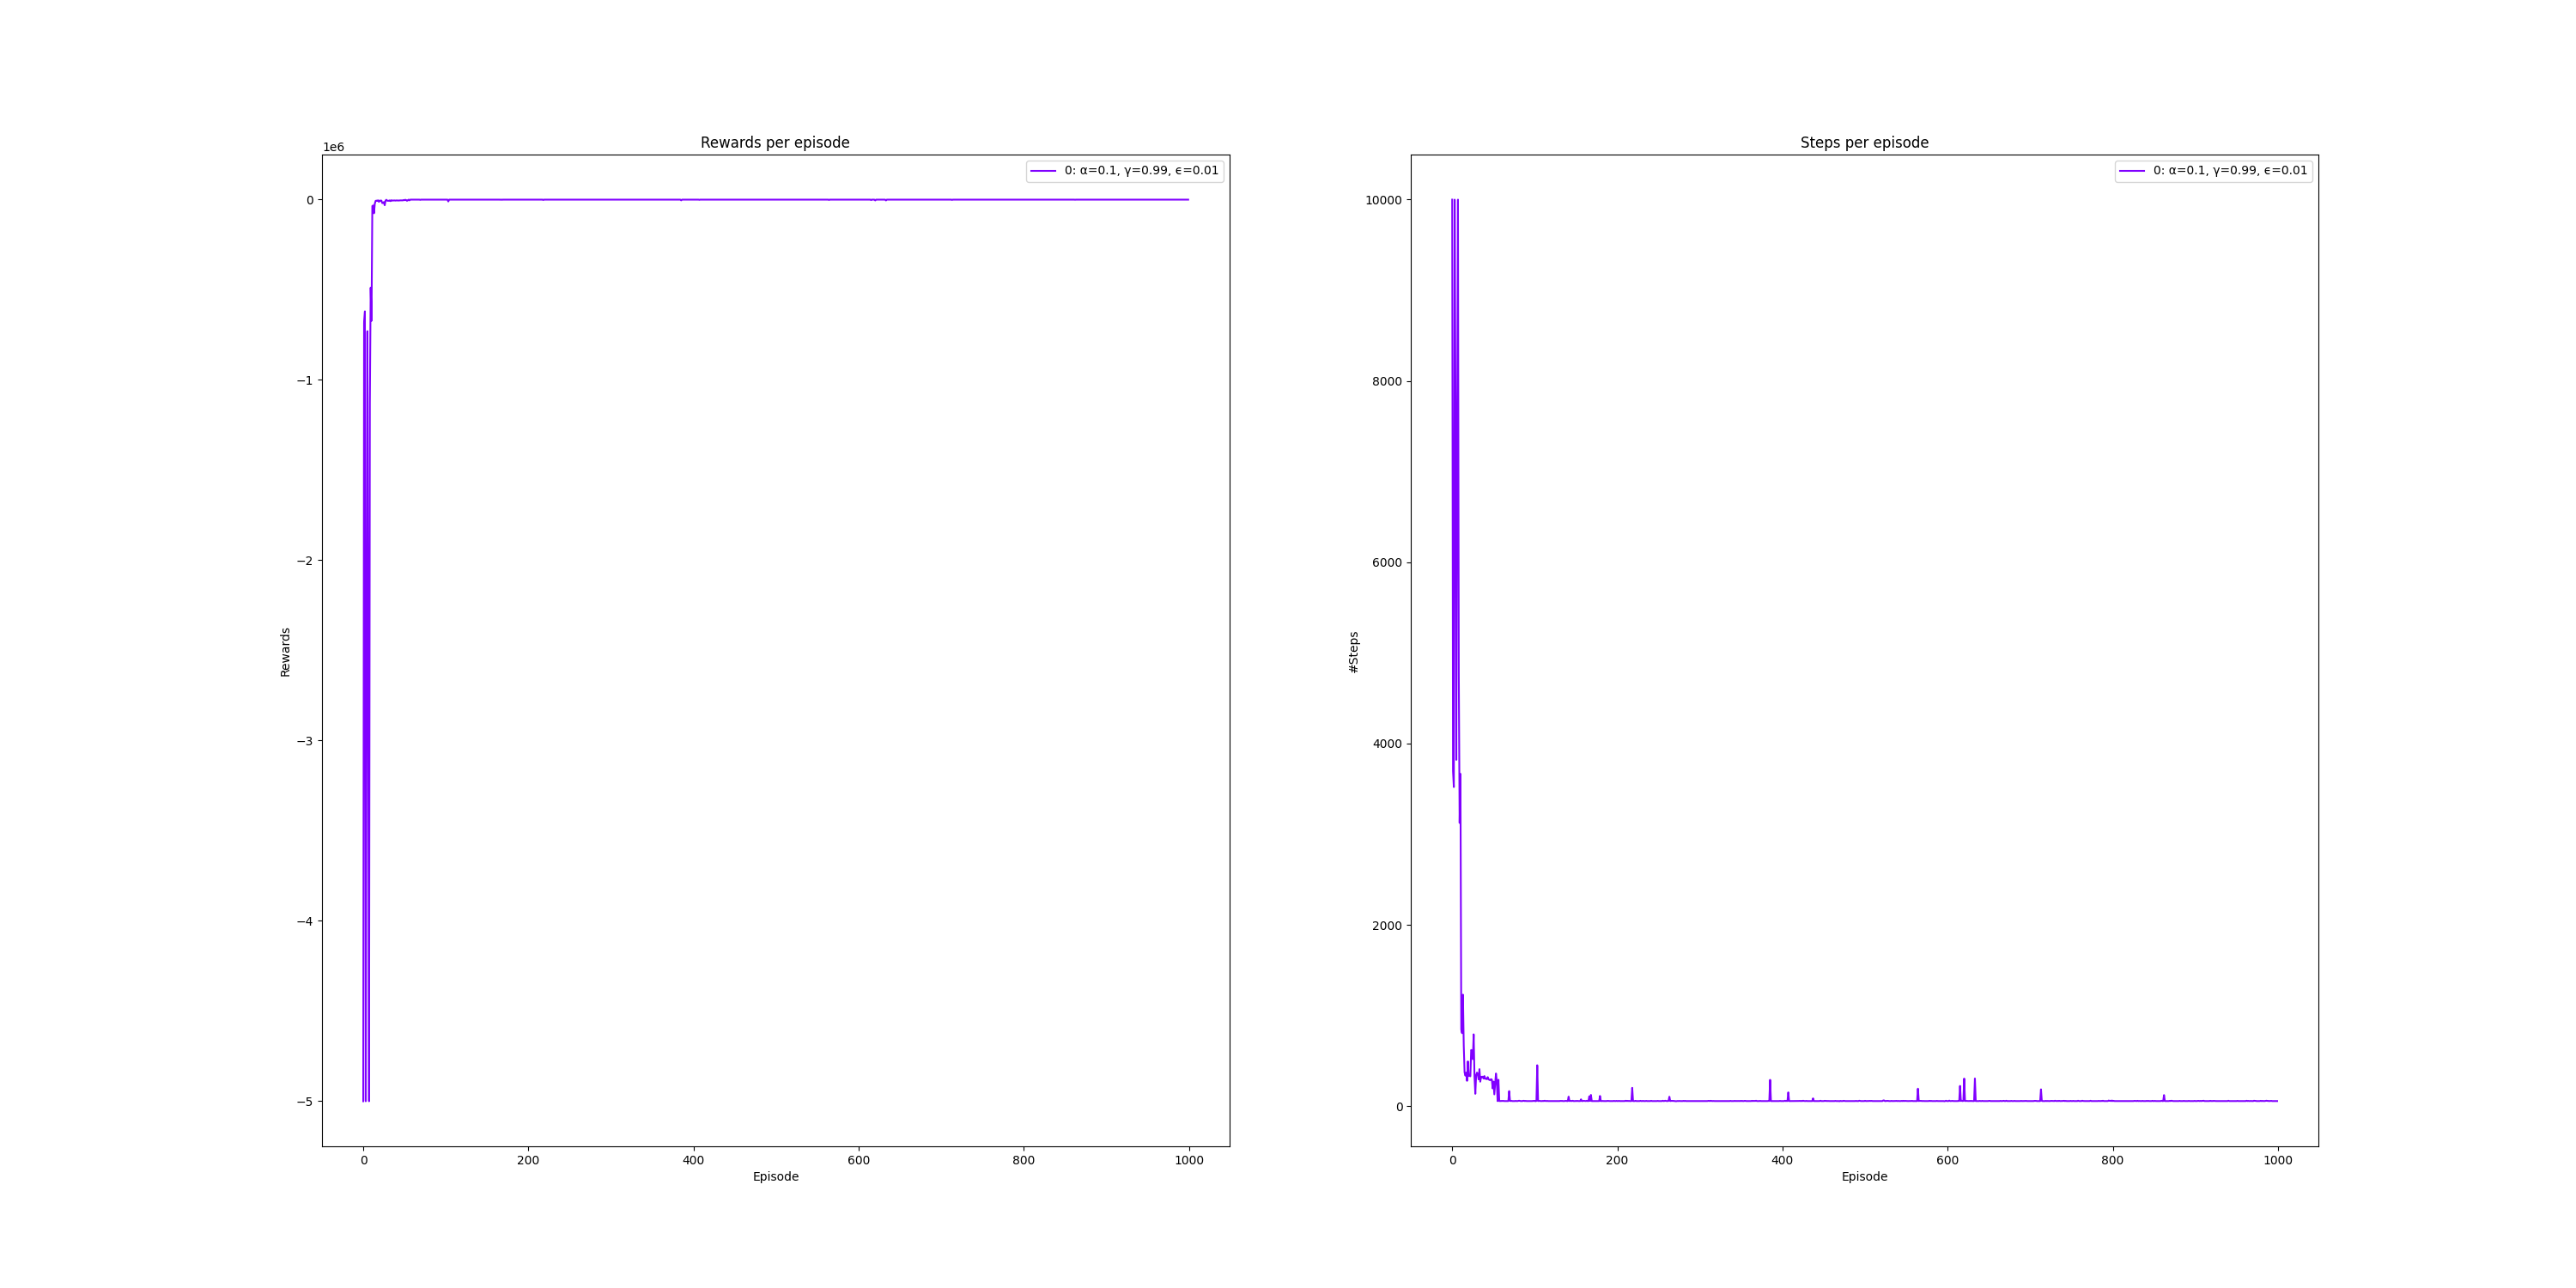 Rewards per episode
1e6
0: α=0.1, γ=0.99, ϵ=0.01
0
−1
−2
−3
−4
−5
Rewards
0 200 400 600 800 1000
Episode
Steps per episode
0: α=0.1, γ=0.99, ϵ=0.01
10000
8000
6000
4000
2000
0
#Steps
0 200 400 600 800 1000
Episode